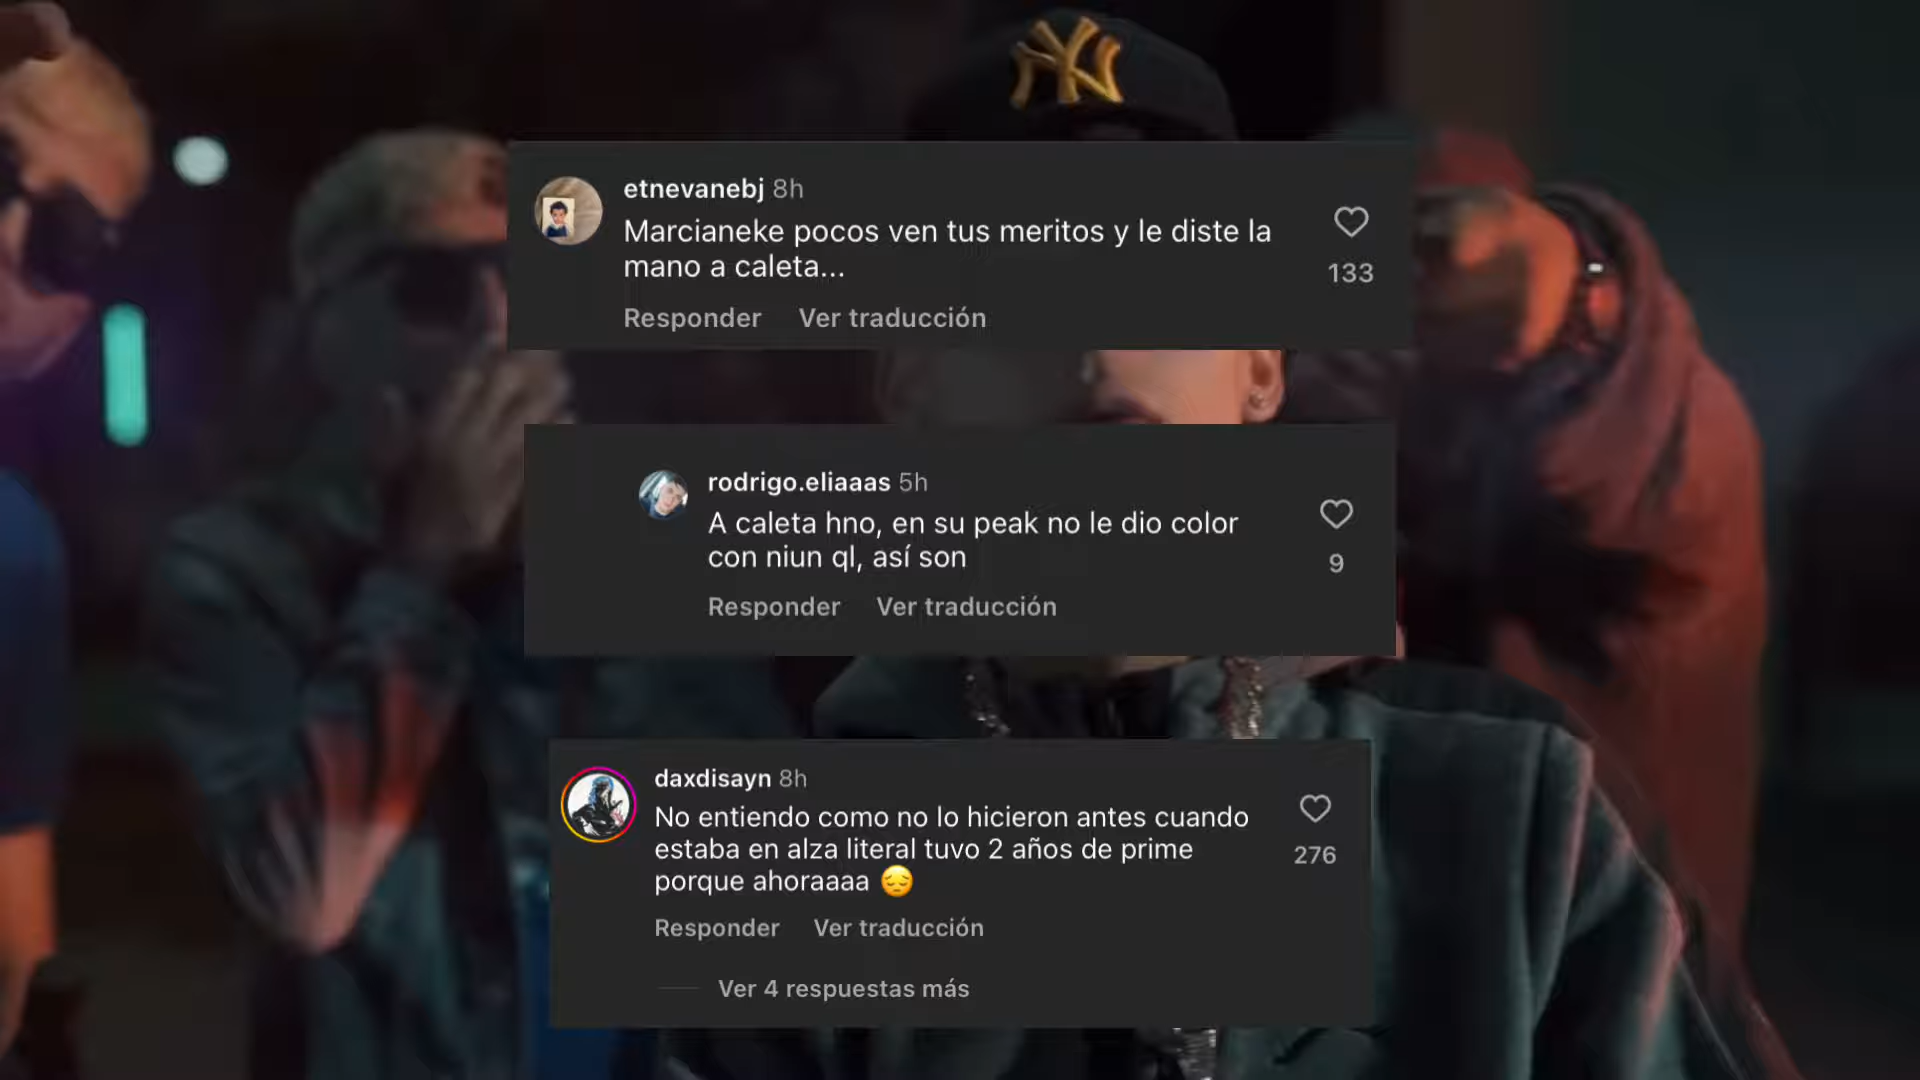 NY
etnevanebj 8h
Marcianeke pocos ven tus meritos y le diste la
mano a caleta...
133
Responder Ver traducción
rodrigo.eliaaas 5h
A caleta hno, en su peak no le dio color
con niun ql, así son
9
Responder Ver traducción
daxdisayn 8h
No entiendo como no lo hicieron antes cuando
estaba en alza literal tuvo 2 años de prime
porque ahoraaaa 😔
276
Responder Ver traducción
Ver 4 respuestas más